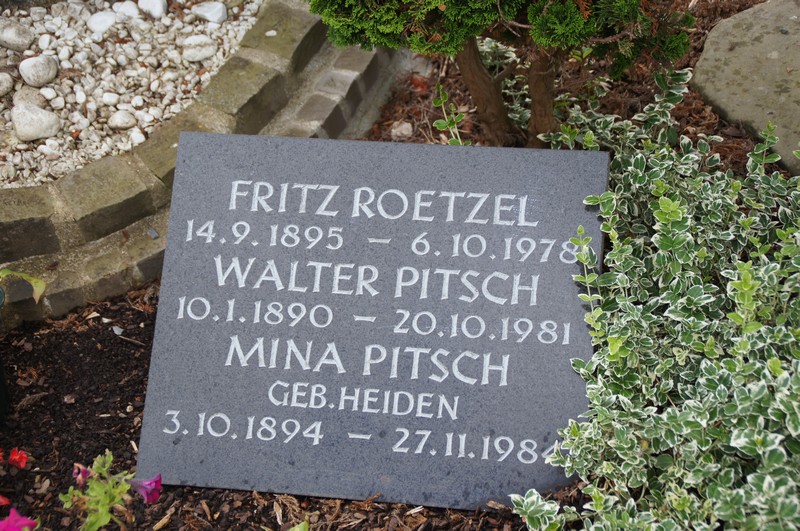 FRITZ ROETZEL
14.9.1895 – 6.10.1978
WALTER PITSCH
10.1.1890 – 20.10.1981
MINA PITSCH
GEB. HEIDEN
3.10.1894 – 27.11.1984